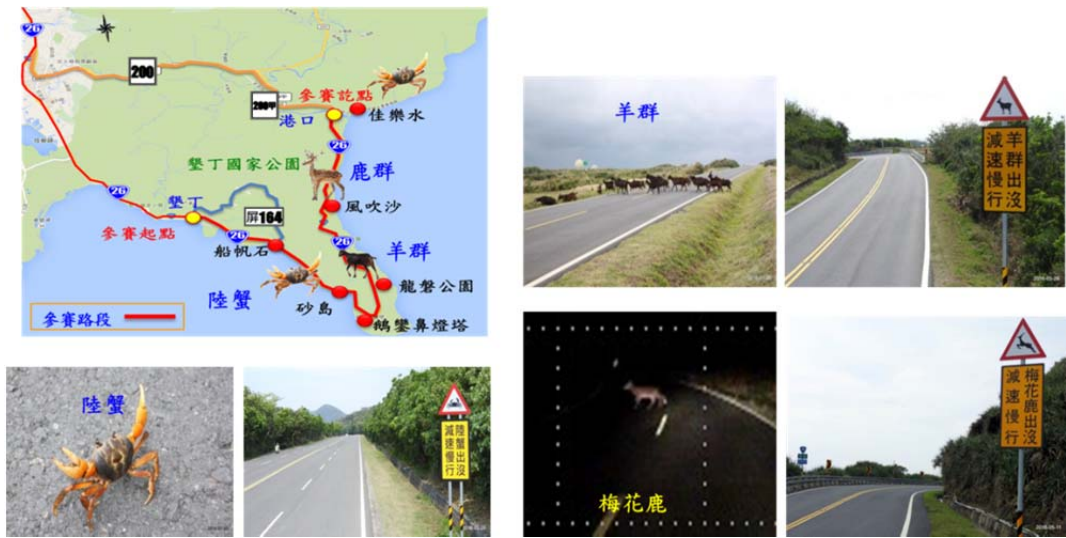 26
200
200甲
參賽訖點
佳樂水
港口
26
墾丁國家公園
鹿群
26
墾丁
屏164
風吹沙
參賽起點
26
26
船帆石
羊群
陸蟹
龍磐公園
砂島
參賽路段
鵝鑾鼻燈塔
羊群
羊群出沒
減速慢行
陸蟹
陸蟹出沒
減速慢行
梅花鹿
梅花鹿出沒
減速慢行